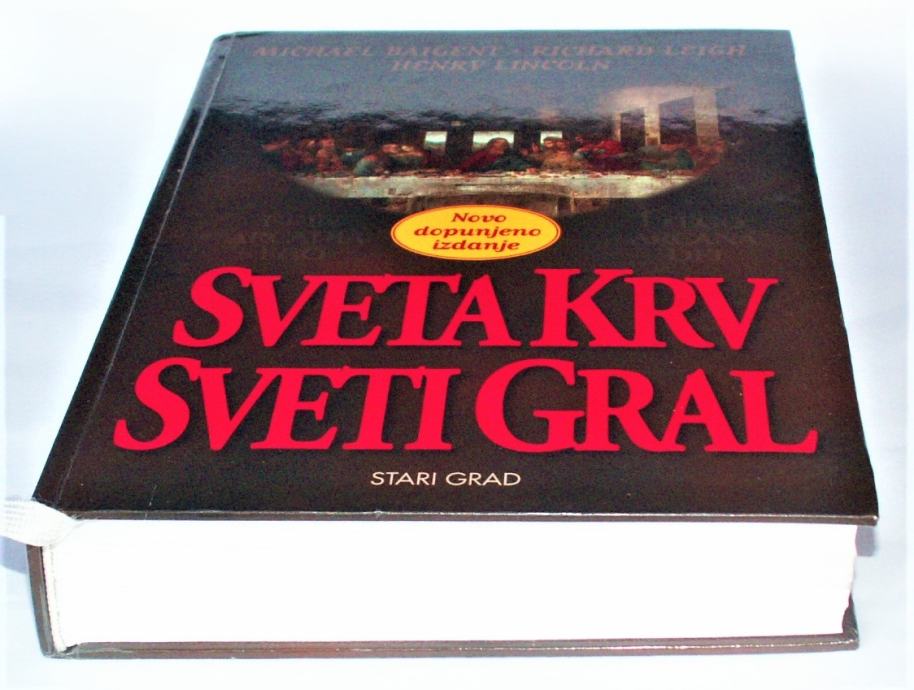 MICHAEL BAIGENT • RICHARD LEIGH
HENRY LINCOLN
Novo
dopunjeno
izdanje
SVETA KRV
SVETI GRAL
STARI GRAD